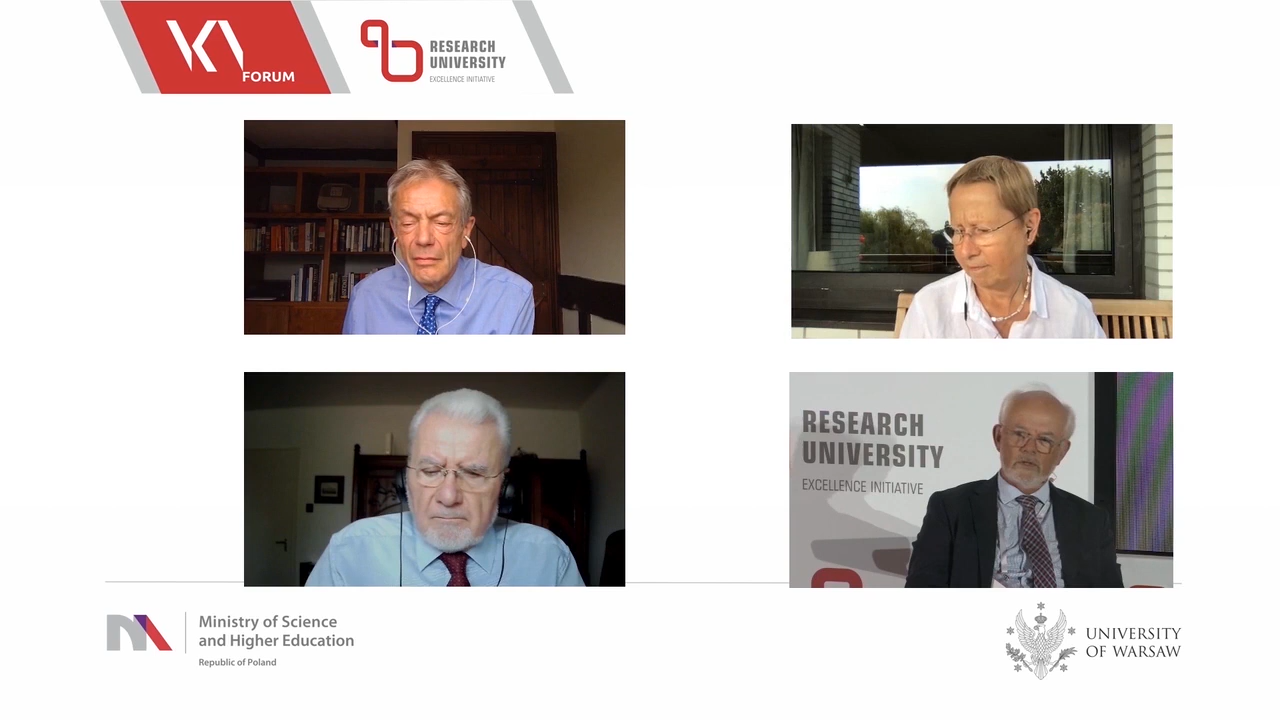 FORUM
RESEARCH
UNIVERSITY
EXCELLENCE INITIATIVE
RESEARCH
UNIVERSITY
EXCELLENCE INITIATIVE
Ministry of Science
and Higher Education
Republic of Poland
UNIVERSITY
OF WARSAW